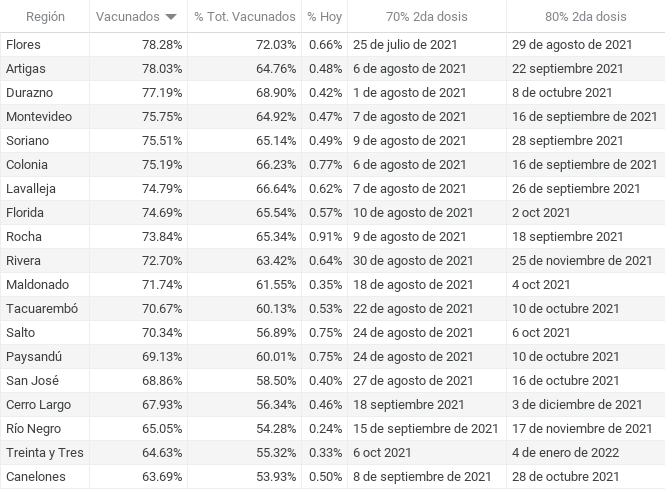 Región Vacunados % Tot. Vacunados % Hoy 70% 2da dosis 80% 2da dosis
Flores 78.28% 72.03% 0.66% 25 de julio de 2021 29 de agosto de 2021
Artigas 78.03% 64.76% 0.48% 6 de agosto de 2021 22 septiembre 2021
Durazno 77.19% 68.90% 0.42% 1 de agosto de 2021 8 de octubre 2021
Montevideo 75.75% 64.92% 0.47% 7 de agosto de 2021 16 de septiembre de 2021
Soriano 75.51% 65.14% 0.49% 9 de agosto de 2021 28 septiembre 2021
Colonia 75.19% 66.23% 0.77% 6 de agosto de 2021 16 de septiembre de 2021
Lavalleja 74.79% 66.64% 0.62% 7 de agosto de 2021 26 de septiembre 2021
Florida 74.69% 65.54% 0.57% 10 de agosto de 2021 2 oct 2021
Rocha 73.84% 65.34% 0.91% 9 de agosto de 2021 18 septiembre 2021
Rivera 72.70% 63.42% 0.64% 30 de agosto de 2021 25 de noviembre de 2021
Maldonado 71.74% 61.55% 0.35% 18 de agosto de 2021 4 oct 2021
Tacuarembó 70.67% 60.13% 0.53% 22 de agosto de 2021 10 de octubre 2021
Salto 70.34% 56.89% 0.75% 24 de agosto de 2021 6 oct 2021
Paysandú 69.13% 60.01% 0.75% 24 de agosto de 2021 10 de octubre 2021
San José 68.86% 58.50% 0.40% 27 de agosto de 2021 16 de octubre 2021
Cerro Largo 67.93% 56.34% 0.46% 18 septiembre 2021 3 de diciembre de 2021
Río Negro 65.05% 54.28% 0.24% 15 de septiembre de 2021 17 de noviembre de 2021
Treinta y Tres 64.63% 55.32% 0.33% 6 oct 2021 4 de enero de 2022
Canelones 63.69% 53.93% 0.50% 8 de septiembre de 2021 28 de octubre 2021